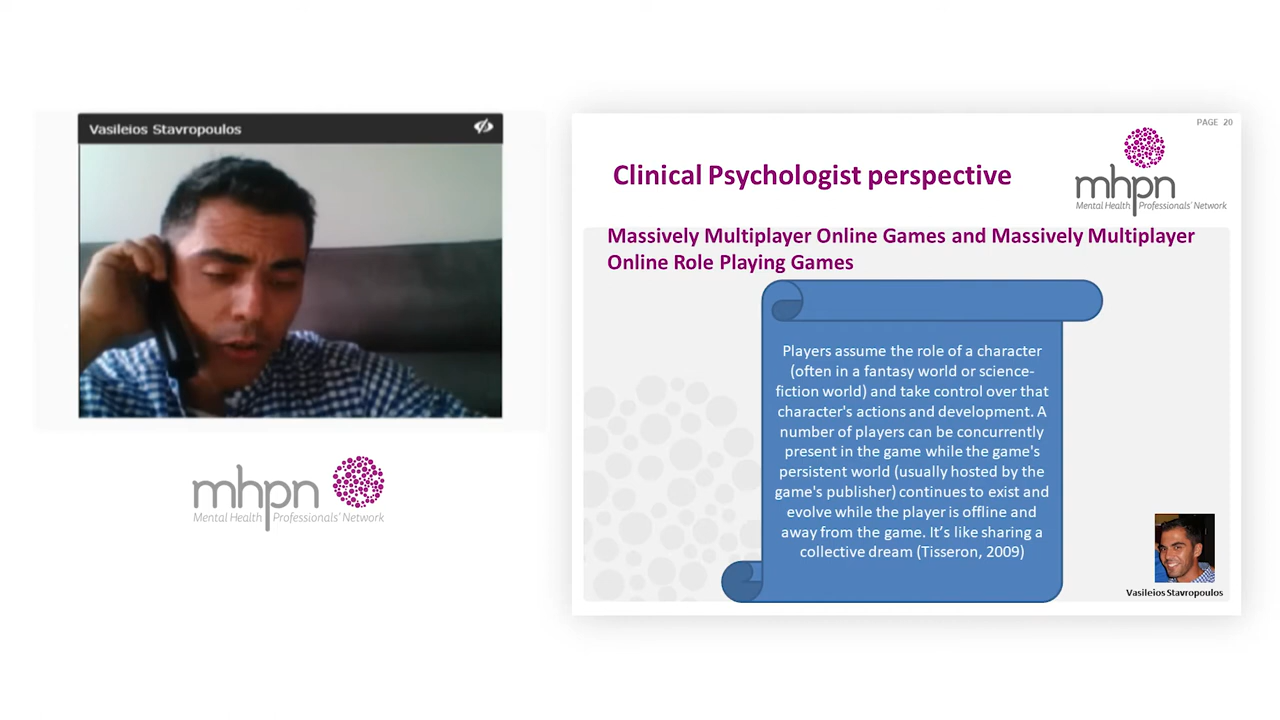 Vasileios Stavropoulos
mhpn
Mental Health Professionals' Network
PAGE 20
Clinical Psychologist perspective
mhpn
Mental Health Professionals' Network
Massively Multiplayer Online Games and Massively Multiplayer
Online Role Playing Games
Players assume the role of a character
(often in a fantasy world or science-
fiction world) and take control over that
character's actions and development. A
number of players can be concurrently
present in the game while the game's
persistent world (usually hosted by the
game's publisher) continues to exist and
evolve while the player is offline and
away from the game. It’s like sharing a
collective dream (Tisseron, 2009)
Vasileios Stavropoulos